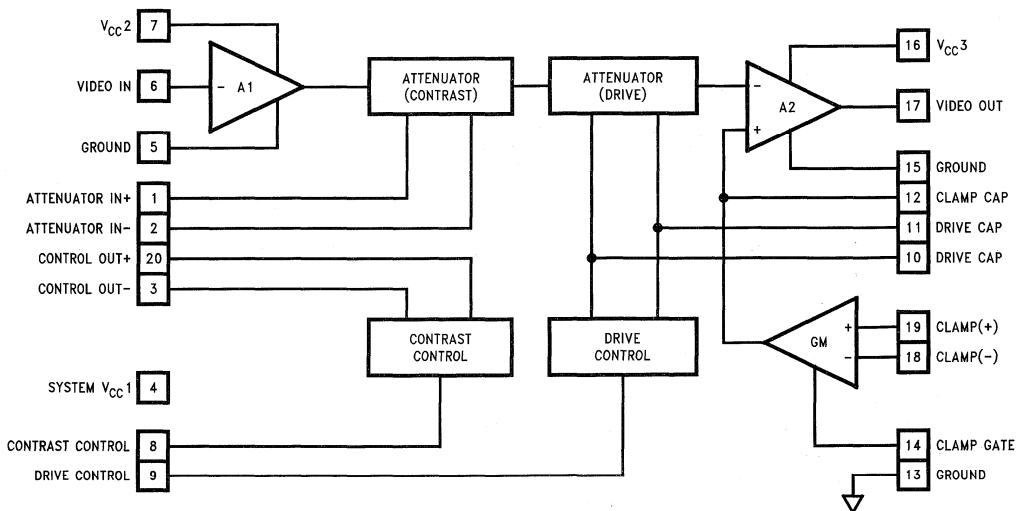 VCC2 7
VIDEO IN 6
GROUND 5
ATTENUATOR IN+ 1
ATTENUATOR IN- 2
CONTROL OUT+ 20
CONTROL OUT- 3
SYSTEM VCC1 4
CONTRAST CONTROL 8
DRIVE CONTROL 9
- A1
ATTENUATOR
(CONTRAST)
ATTENUATOR
(DRIVE)
CONTRAST
CONTROL
DRIVE
CONTROL
-
A2
+
+
GM
-
16 VCC3
17 VIDEO OUT
15 GROUND
12 CLAMP CAP
11 DRIVE CAP
10 DRIVE CAP
19 CLAMP(+)
18 CLAMP(-)
14 CLAMP GATE
13 GROUND